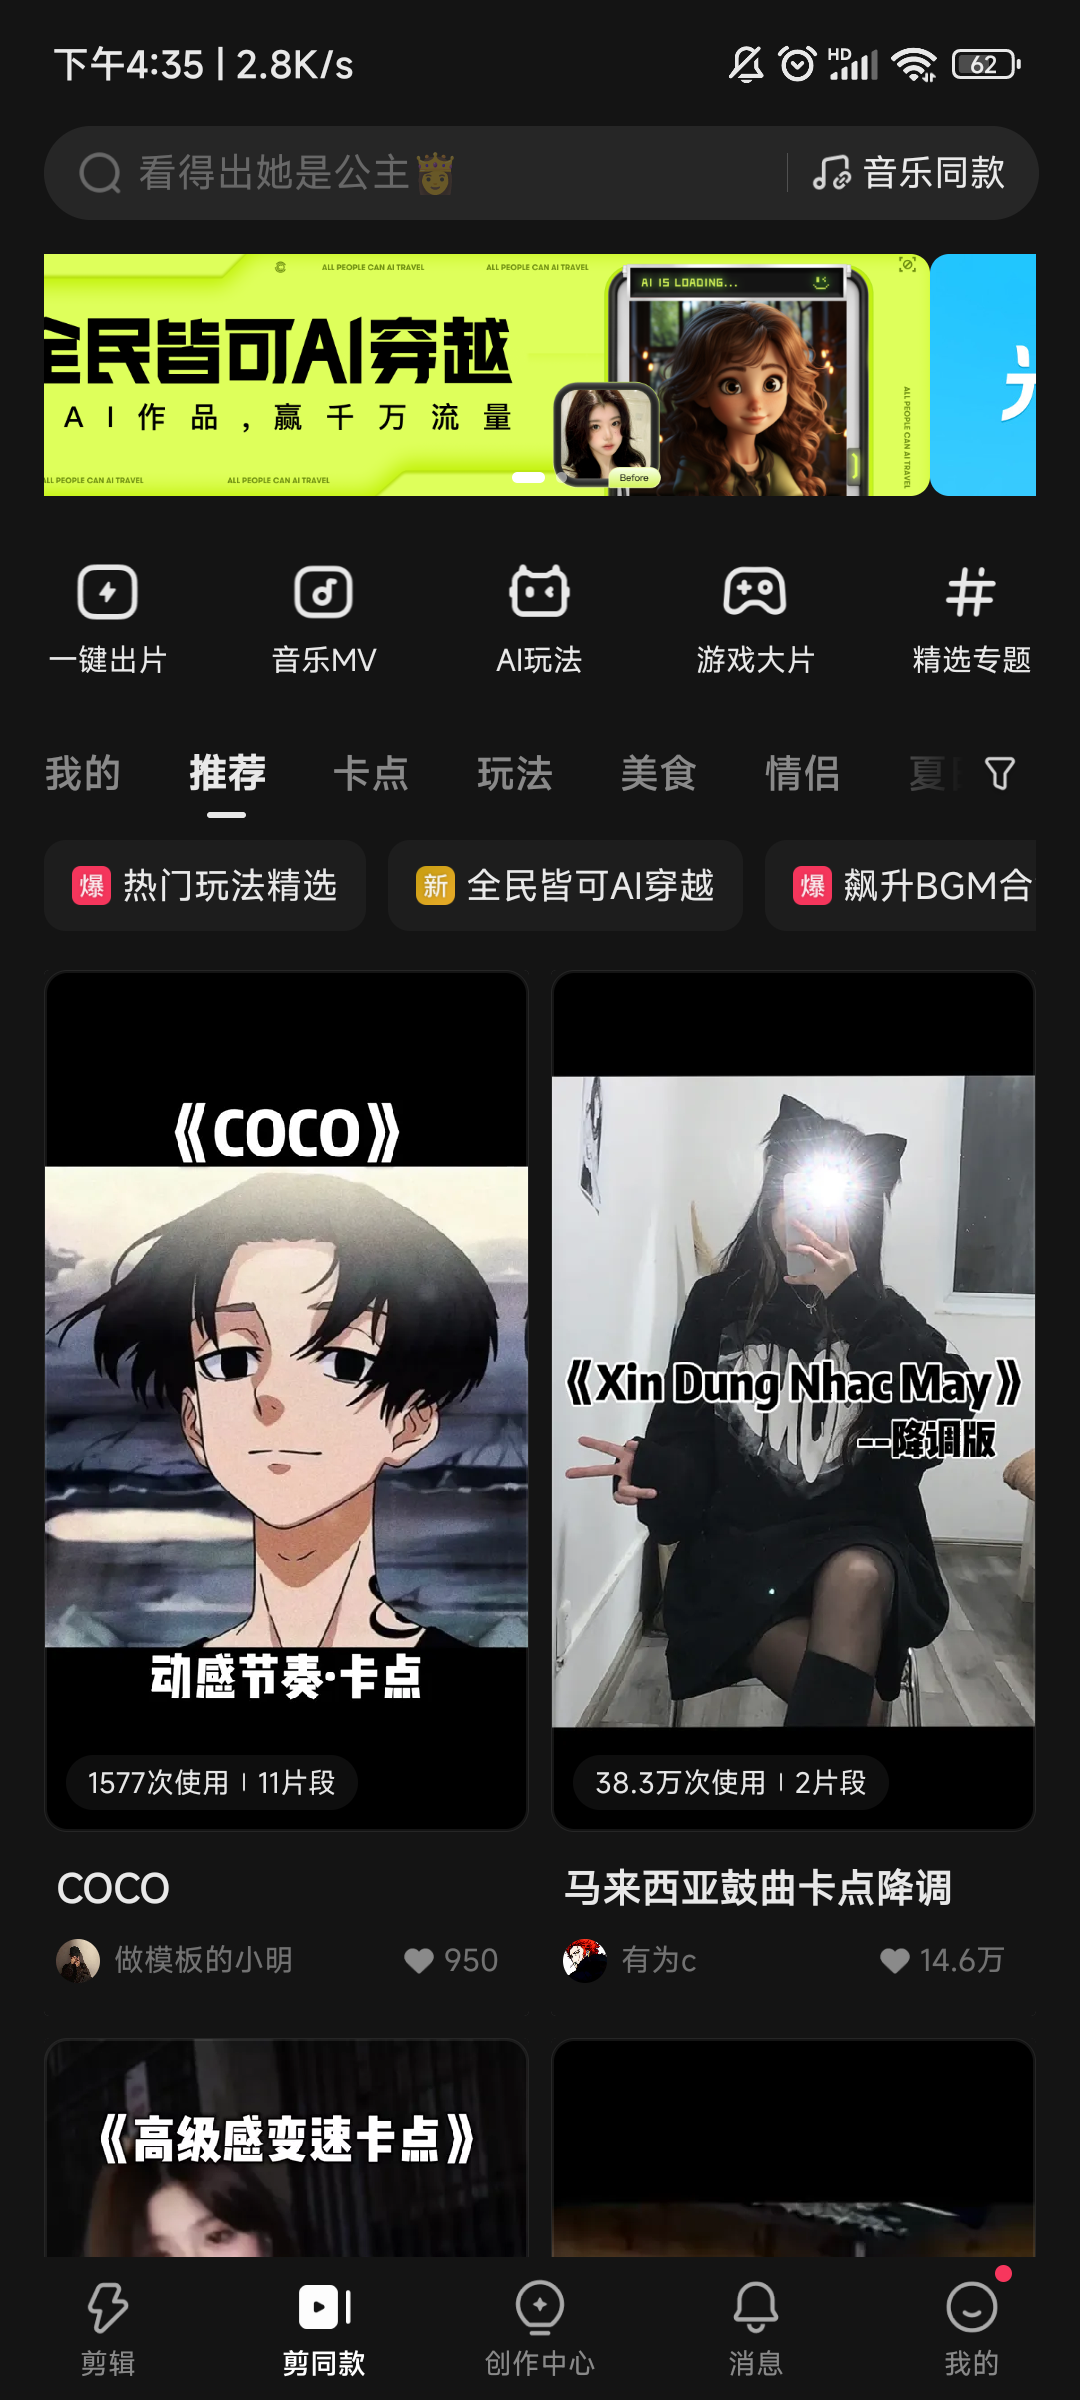 下午4:35 | 2.8K/s
HD
62
看得出她是公主
音乐同款
ALL PEOPLE CAN AI TRAVEL
ALL PEOPLE CAN AI TRAVEL
AI IS LOADING...
全民皆可AI穿越
AI作品,赢千万流量
ALL PEOPLE CAN AI TRAVEL
Before
LL PEOPLE CAN AI TRAVEL
ALL PEOPLE CAN AI TRAVEL
一键出片
音乐MV
AI玩法
游戏大片
精选专题
我的
推荐
卡点
玩法
美食
情侣
夏日
爆 热门玩法精选
新 全民皆可AI穿越
爆 飙升BGM合
《COCO》
动感节奏·卡点
1577次使用 | 11片段
COCO
做模板的小明
950
《Xin Dung Nhac May》
--降调版
38.3万次使用 | 2片段
马来西亚鼓曲卡点降调
有为c
14.6万
《高级感变速卡点》
剪辑
剪同款
创作中心
消息
我的